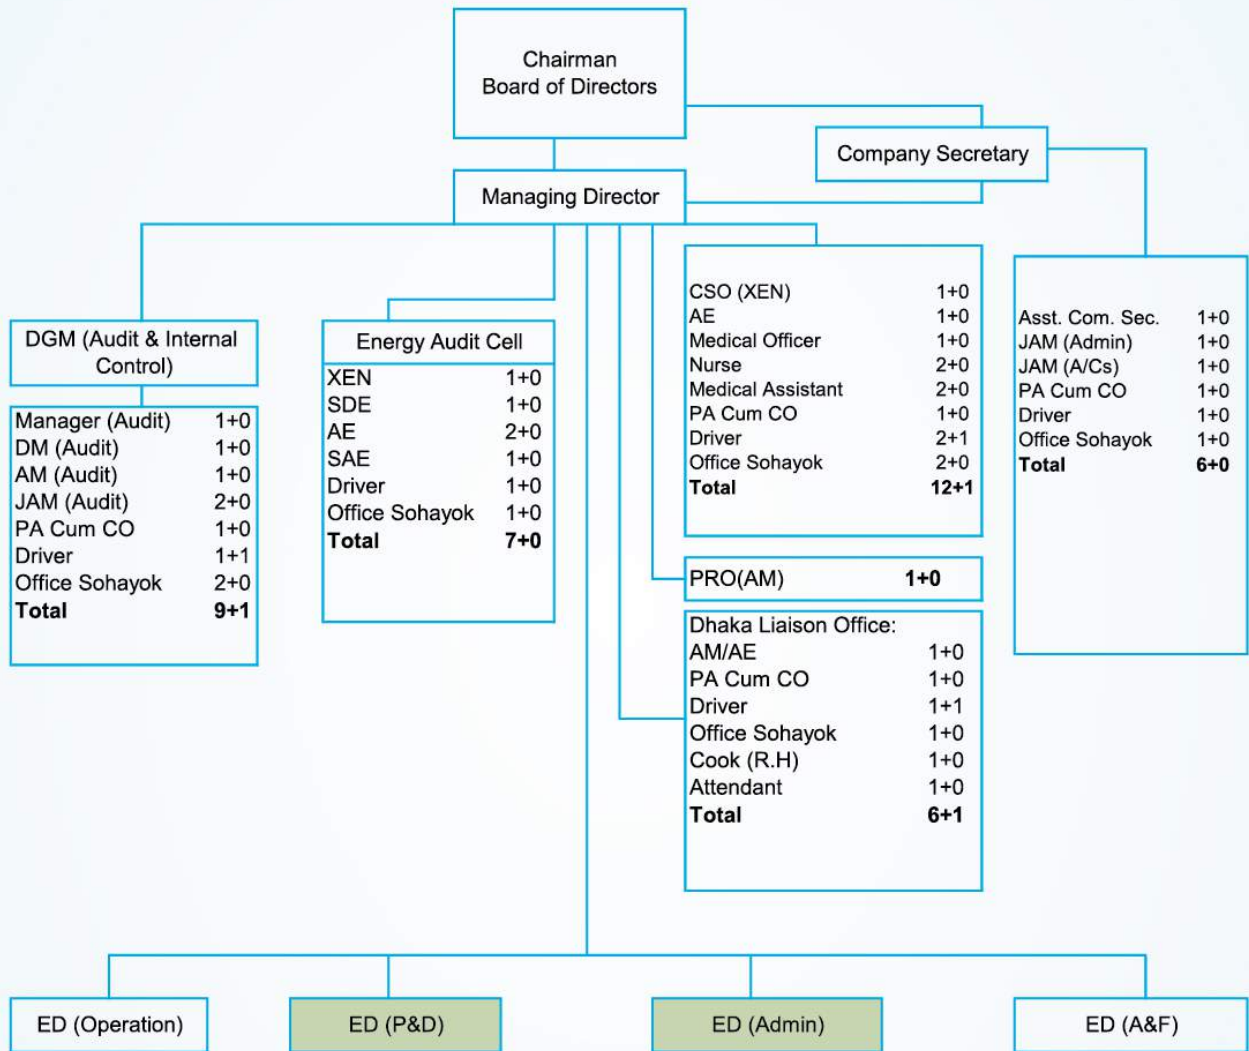 Chairman
Board of Directors
Company Secretary
Managing Director
DGM (Audit & Internal
Control)
Manager (Audit) 1+0
DM (Audit) 1+0
AM (Audit) 1+0
JAM (Audit) 2+0
PA Cum CO 1+0
Driver 1+1
Office Sohayok 2+0
Total 9+1
Energy Audit Cell
XEN 1+0
SDE 1+0
AE 2+0
SAE 1+0
Driver 1+0
Office Sohayok 1+0
Total 7+0
CSO (XEN) 1+0
AE 1+0
Medical Officer 1+0
Nurse 2+0
Medical Assistant 2+0
PA Cum CO 1+0
Driver 2+1
Office Sohayok 2+0
Total 12+1
PRO(AM) 1+0
Dhaka Liaison Office:
AM/AE 1+0
PA Cum CO 1+0
Driver 1+1
Office Sohayok 1+0
Cook (R.H) 1+0
Attendant 1+0
Total 6+1
Asst. Com. Sec. 1+0
JAM (Admin) 1+0
JAM (A/Cs) 1+0
PA Cum CO 1+0
Driver 1+0
Office Sohayok 1+0
Total 6+0
ED (Operation)
ED (P&D)
ED (Admin)
ED (A&F)